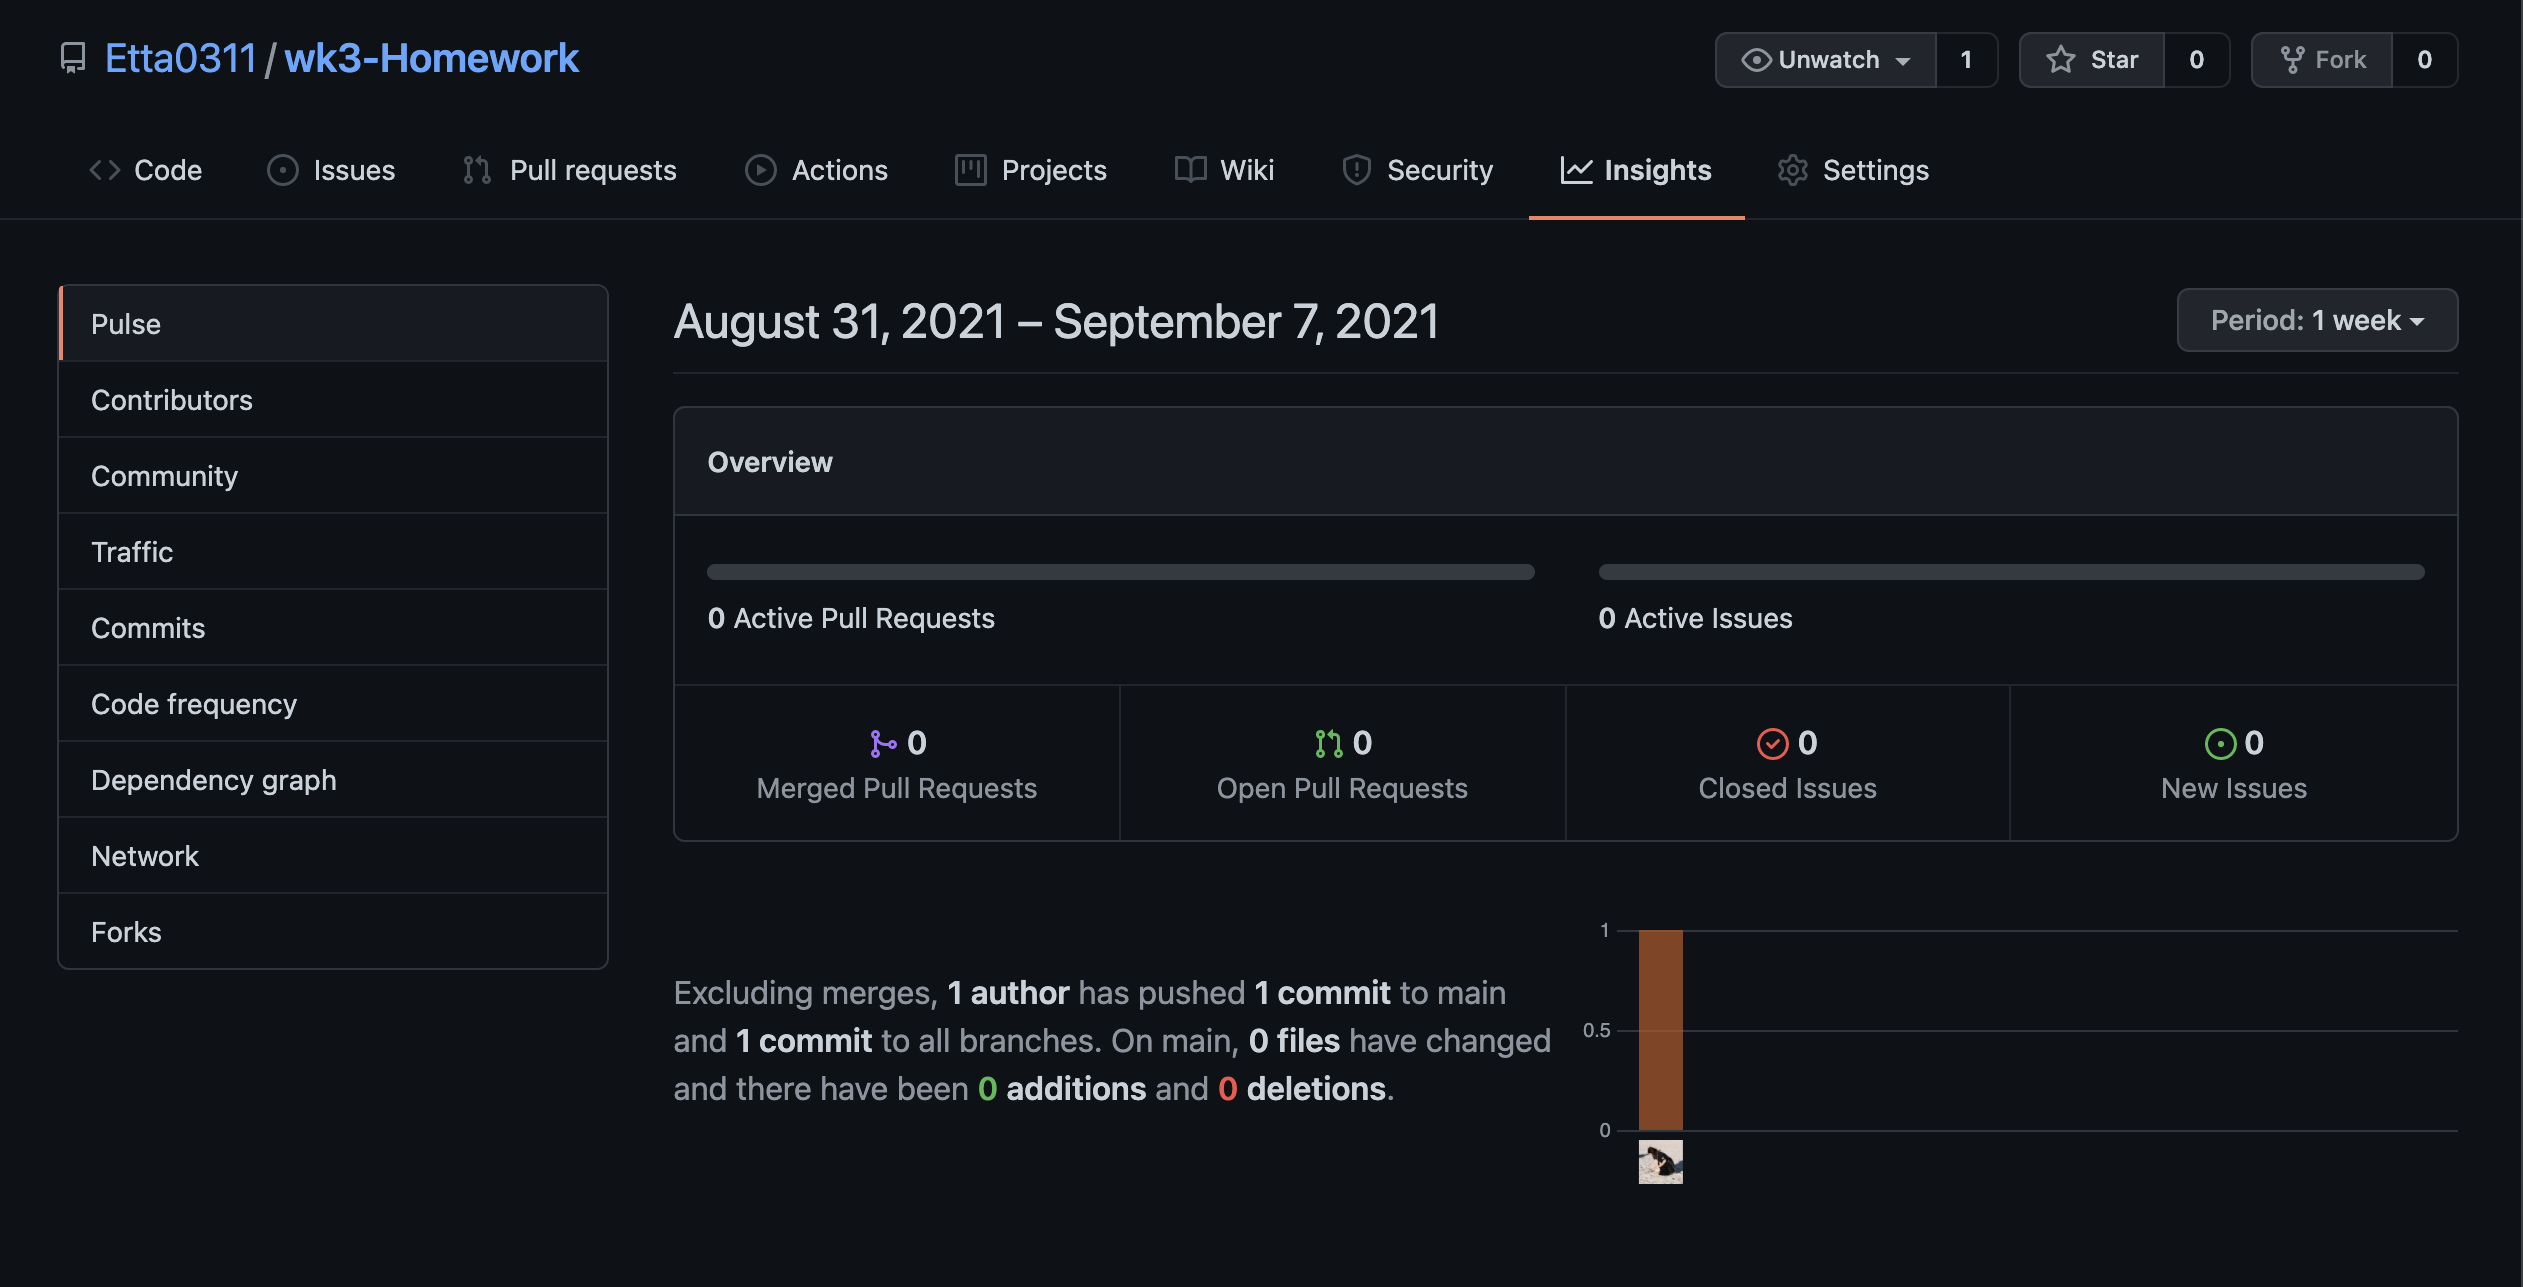 Etta0311 / wk3-Homework
Unwatch 1 Star 0 Fork 0
Code Issues Pull requests Actions Projects Wiki Security Insights Settings
Pulse
Contributors
Community
Traffic
Commits
Code frequency
Dependency graph
Network
Forks
August 31, 2021 – September 7, 2021
Period: 1 week
Overview
0 Active Pull Requests
0 Active Issues
0
Merged Pull Requests
0
Open Pull Requests
0
Closed Issues
0
New Issues
Excluding merges, 1 author has pushed 1 commit to main
and 1 commit to all branches. On main, 0 files have changed
and there have been 0 additions and 0 deletions.
1
0.5
0